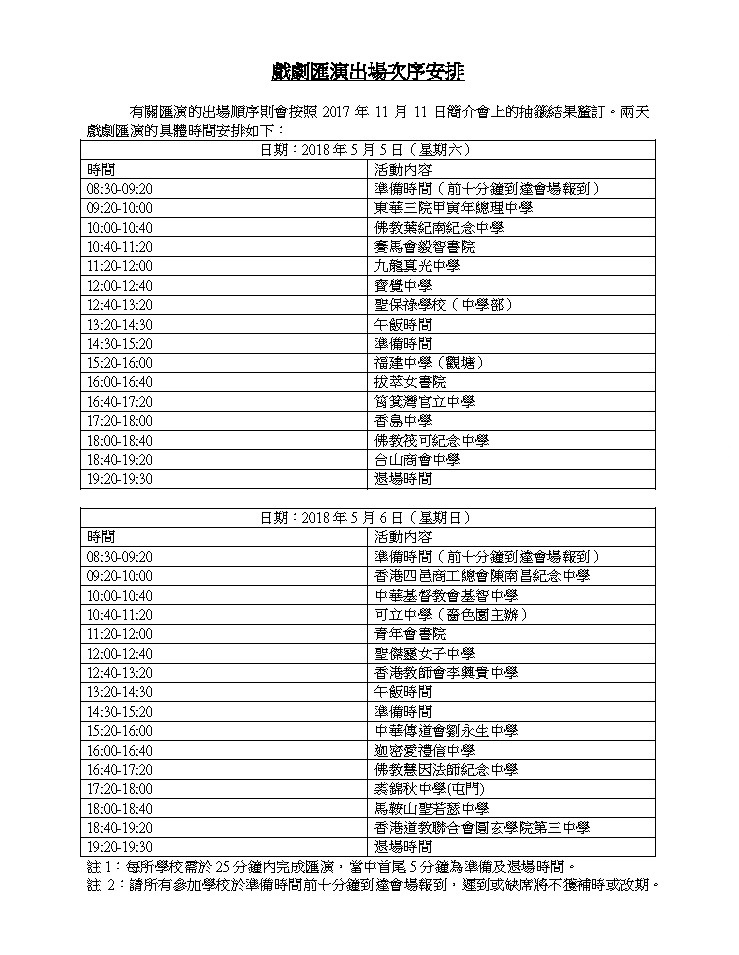 戲劇匯演出場次序安排
有關匯演的出場順序則會按照 2017 年 11 月 11 日簡介會上的抽籤結果釐訂。兩天
戲劇匯演的具體時間安排如下：
日期：2018 年 5 月 5 日（星期六）
時間 活動內容
08:30-09:20 準備時間（前十分鐘到達會場報到）
09:20-10:00 東華三院甲寅年總理中學
10:00-10:40 佛教葉紀南紀念中學
10:40-11:20 賽馬會毅智書院
11:20-12:00 九龍真光中學
12:00-12:40 齊覺中學
12:40-13:20 聖保祿學校（中學部）
13:20-14:30 午飯時間
14:30-15:20 準備時間
15:20-16:00 福建中學（觀塘）
16:00-16:40 拔萃女書院
16:40-17:20 筲箕灣官立中學
17:20-18:00 香島中學
18:00-18:40 佛教筏可紀念中學
18:40-19:20 台山商會中學
19:20-19:30 退場時間
日期：2018 年 5 月 6 日（星期日）
時間 活動內容
08:30-09:20 準備時間（前十分鐘到達會場報到）
09:20-10:00 香港四邑商工總會陳南昌紀念中學
10:00-10:40 中華基督教會基智中學
10:40-11:20 可立中學（嗇色園主辦）
11:20-12:00 青年會書院
12:00-12:40 聖傑靈女子中學
12:40-13:20 香港教師會李興貴中學
13:20-14:30 午飯時間
14:30-15:20 準備時間
15:20-16:00 中華傳道會劉永生中學
16:00-16:40 迦密愛禮信中學
16:40-17:20 佛教慧因法師紀念中學
17:20-18:00 裘錦秋中學(屯門)
18:00-18:40 馬鞍山聖若瑟中學
18:40-19:20 香港道教聯合會圓玄學院第三中學
19:20-19:30 退場時間
註 1：每所學校需於 25 分鐘內完成匯演，當中首尾 5 分鐘為準備及退場時間。
註 2：請所有參加學校於準備時間前十分鐘到達會場報到，遲到或缺席將不獲補時或改期。